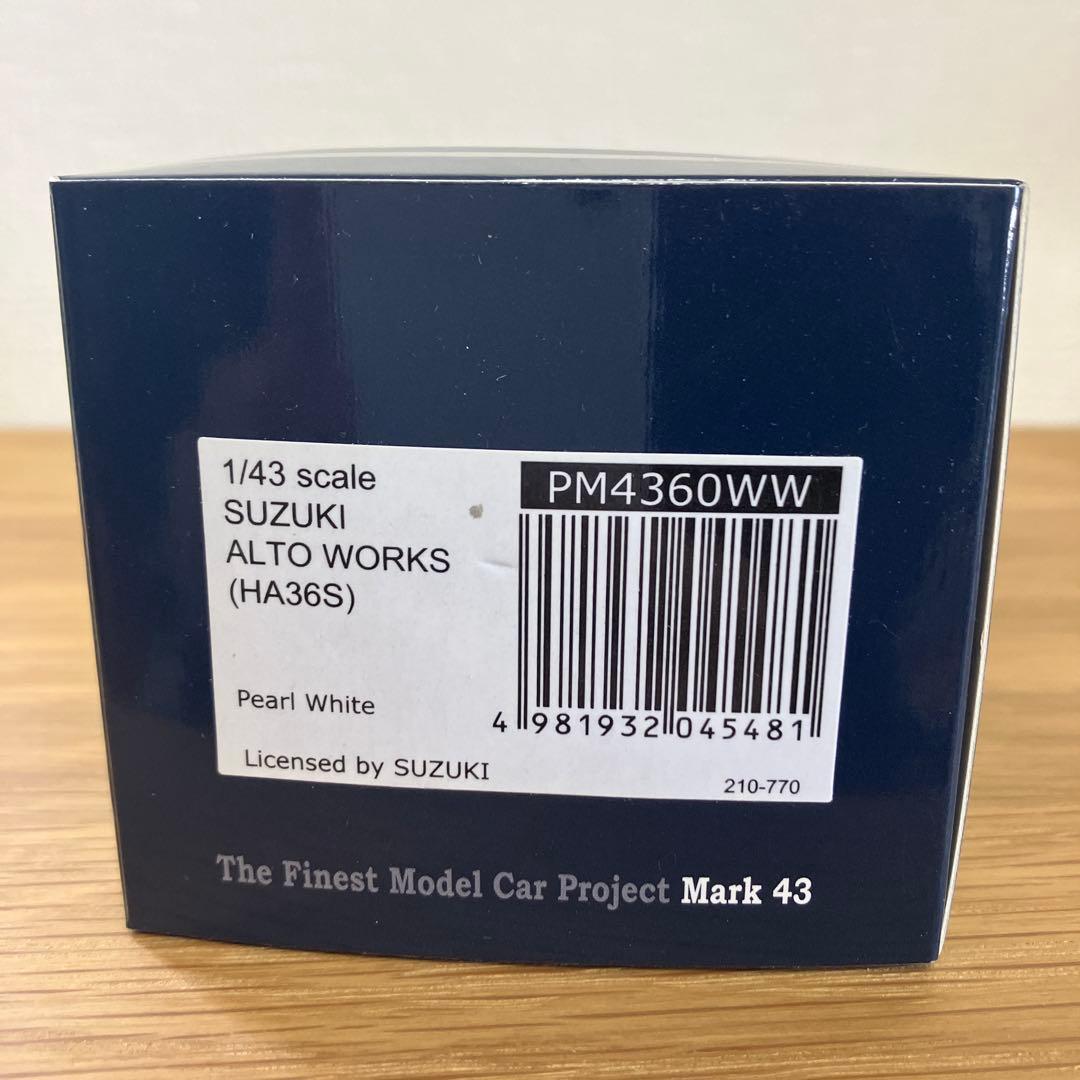 1/43 scale
SUZUKI
ALTO WORKS
(HA36S)
Pearl White
Licensed by SUZUKI
PM4360WW
4 981932 045481
210-770
The Finest Model Car Project Mark 43